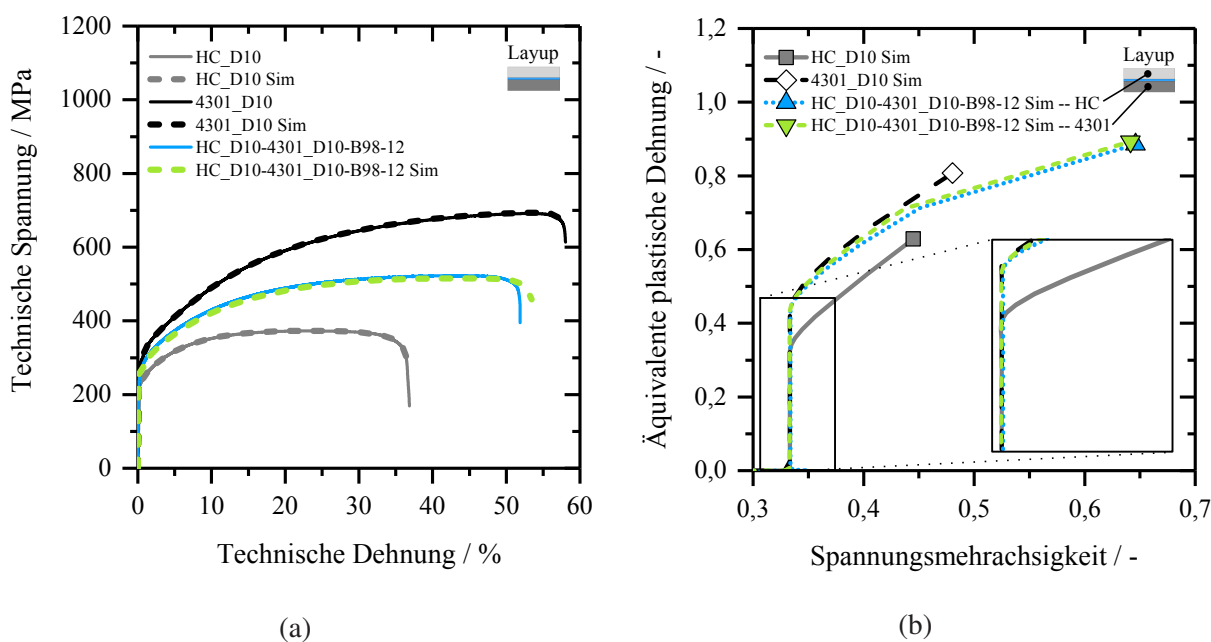 1200
1000
800
600
400
200
0
0
10
20
30
40
50
60
Technische Spannung / MPa
Technische Dehnung / %
HC_D10
HC_D10 Sim
4301_D10
4301_D10 Sim
HC_D10-4301_D10-B98-12
HC_D10-4301_D10-B98-12 Sim
Layup
(a)
1,2
1,0
0,8
0,6
0,4
0,2
0,0
0,3
0,4
0,5
0,6
0,7
Äquivalente plastische Dehnung / -
Spannungsmehrachsigkeit / -
HC_D10 Sim
4301_D10 Sim
HC_D10-4301_D10-B98-12 Sim -- HC
HC_D10-4301_D10-B98-12 Sim -- 4301
Layup
(b)